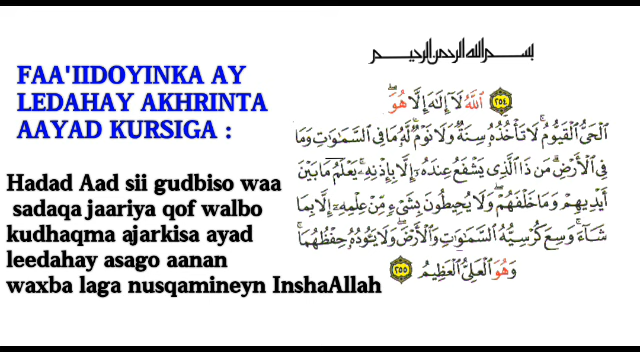 FAA'IIDOYINKA AY
LEDAHAY AKHRINTA
AAYAD KURSIGA :
Hadad Aad sii gudbiso waa
sadaqa jaariya qof walbo
kudhaqma ajarkisa ayad
leedahay asago aanan
waxba laga nusqamineyn InshaAllah
بسم الله الرحمن الرحيم
٢٥٤ ٱللَّهُ لَآ إِلَٰهَ إِلَّا هُوَ
ٱلْحَىُّ ٱلْقَيُّومُ ۚ لَا تَأْخُذُهُۥ سِنَةٌ وَلَا نَوْمٌ ۚ لَّهُۥ مَا فِى ٱلسَّمَٰوَٰتِ وَمَا
فِى ٱلْأَرْضِ ۗ مَن ذَا ٱلَّذِى يَشْفَعُ عِندَهُۥٓ إِلَّا بِإِذْنِهِۦ ۚ يَعْلَمُ مَا بَيْنَ
أَيْدِيهِمْ وَمَا خَلْفَهُمْ ۖ وَلَا يُحِيطُونَ بِشَىْءٍ مِّنْ عِلْمِهِۦٓ إِلَّا بِمَا
شَآءَ ۚ وَسِعَ كُرْسِيُّهُ ٱلسَّمَٰوَٰتِ وَٱلْأَرْضَ ۖ وَلَا يَـُٔودُهُۥ حِفْظُهُمَا ۚ
وَهُوَ ٱلْعَلِىُّ ٱلْعَظِيمُ ٢٥٥